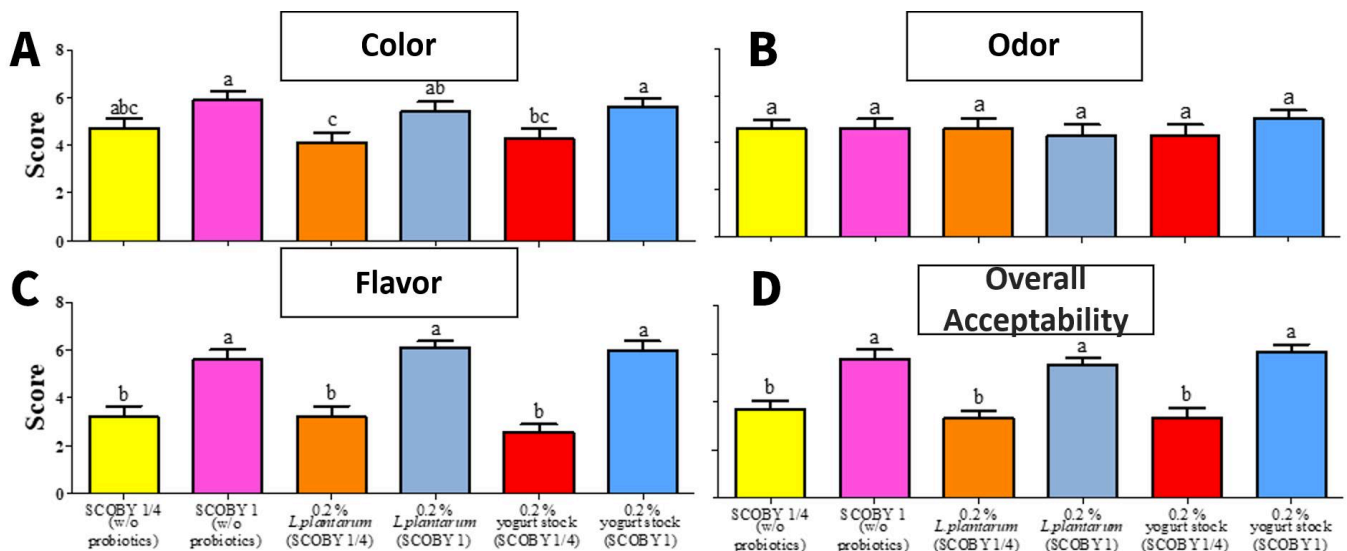 A
Color
8
6
4
2
0
Score
abc
a
c
ab
bc
a
B
Odor
a
a
a
a
a
a
C
Flavor
8
6
4
2
0
Score
b
a
b
a
b
a
SCOBY 1/4
(w/o
probiotics)
SCOBY 1
(w/o
probiotics)
0.2 %
L.plantarum
(SCOBY 1/4)
0.2 %
L.plantarum
(SCOBY 1)
0.2 %
yogurt stock
(SCOBY 1/4)
0.2 %
yogurt stock
(SCOBY 1)
D
Overall
Acceptability
b
a
b
a
b
a
SCOBY 1/4
(w/o
probiotics)
SCOBY 1
(w/o
probiotics)
0.2 %
L.plantarum
(SCOBY 1/4)
0.2 %
L.plantarum
(SCOBY 1)
0.2 %
yogurt stock
(SCOBY 1/4)
0.2 %
yogurt stock
(SCOBY 1)